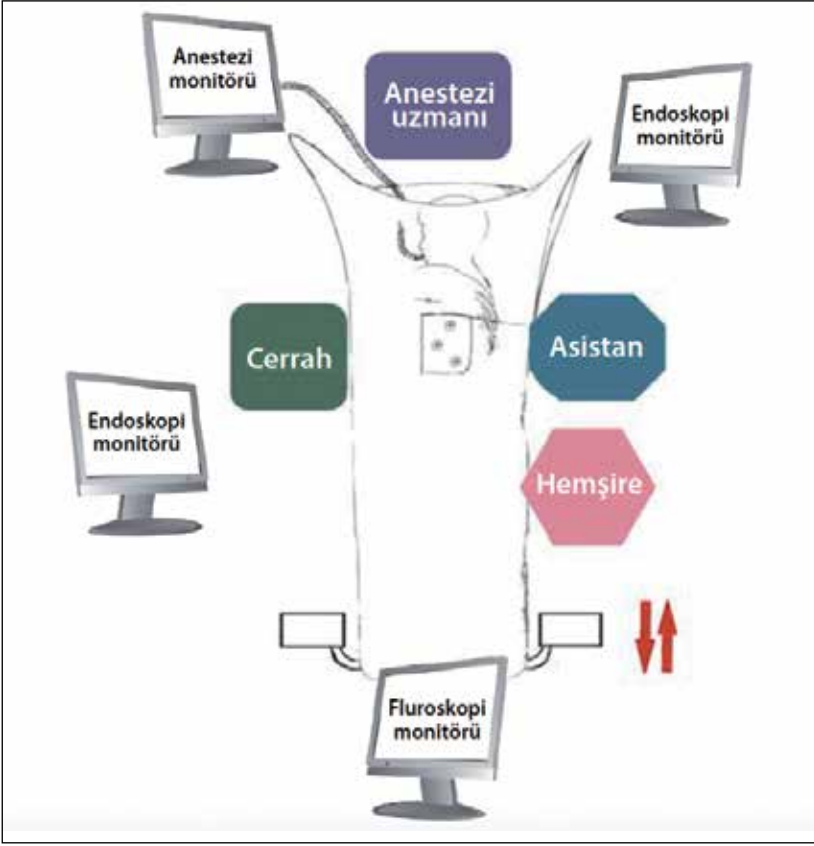 Anestezi
monitörü
Anestezi
uzmanı
Endoskopi
monitörü
Cerrah
Asistan
Endoskopi
monitörü
Hemşire
Fluroskopi
monitörü